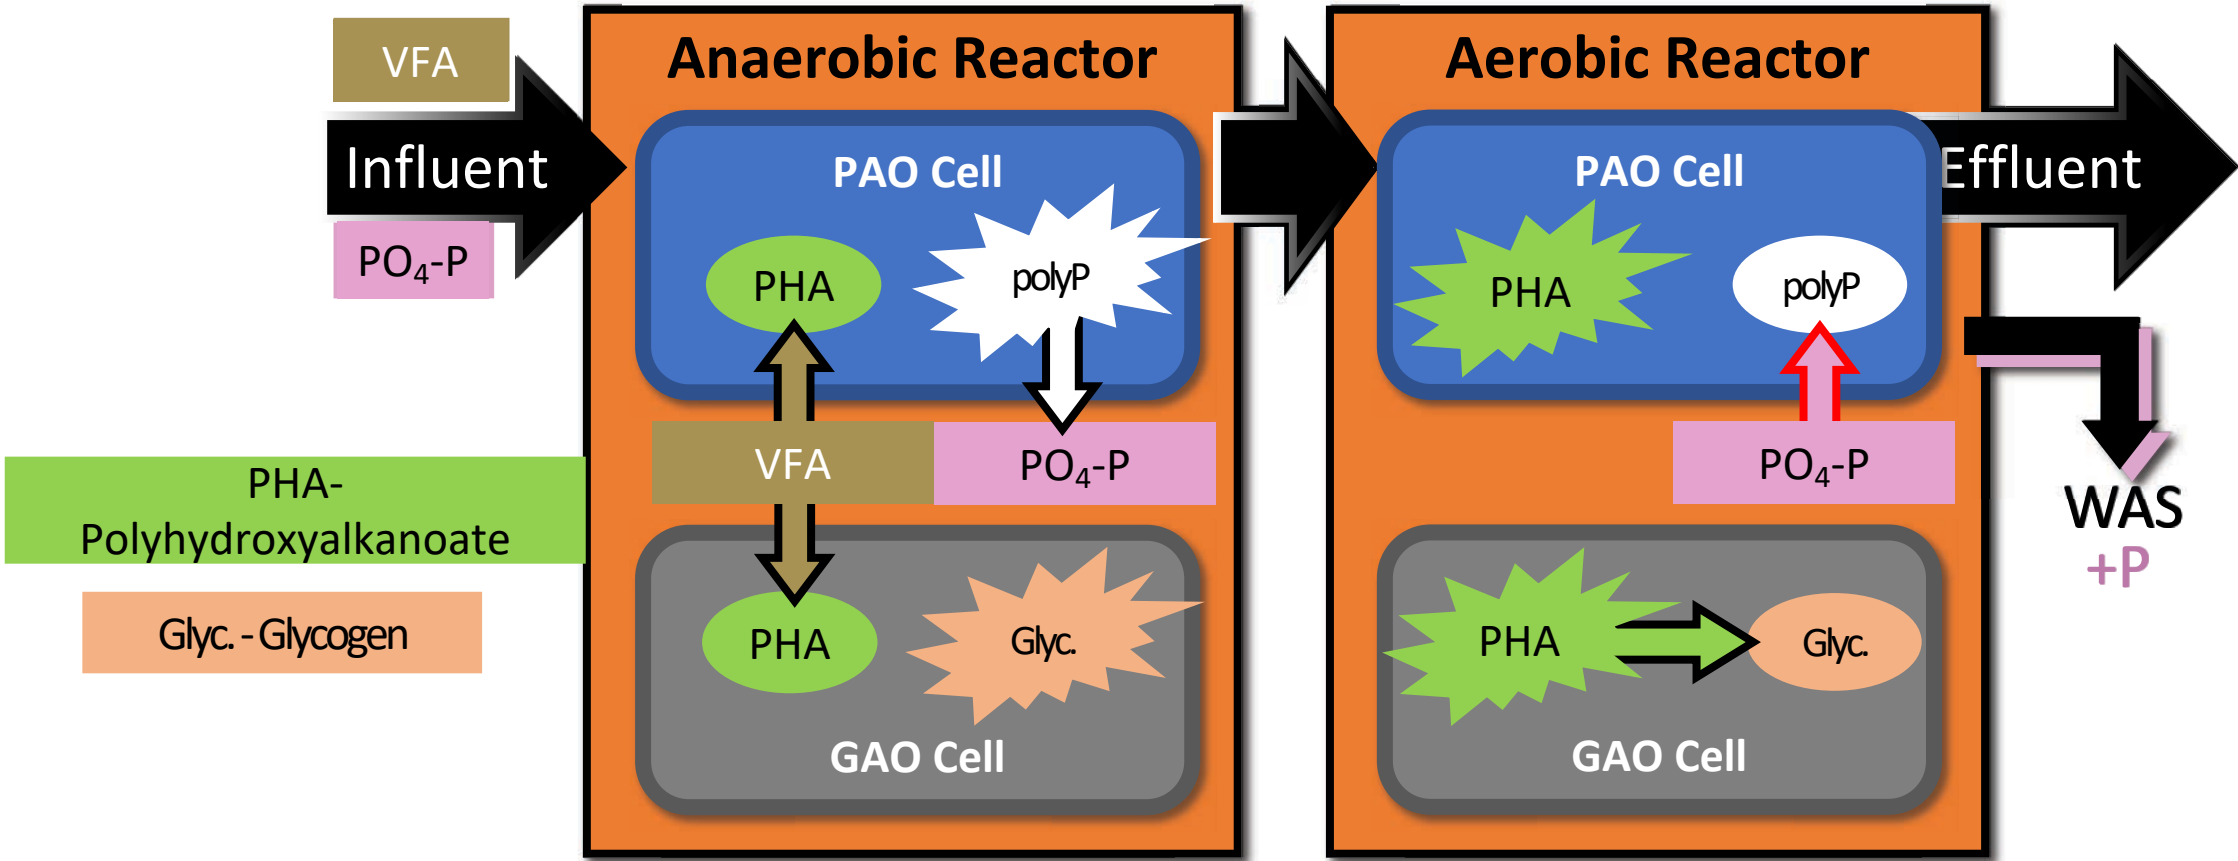 VFA
Influent
PO₄-P
PHA-
Polyhydroxyalkanoate
Glyc. - Glycogen
Anaerobic Reactor
PAO Cell
PHA
polyP
VFA
PO₄-P
PHA
Glyc.
GAO Cell
Aerobic Reactor
PAO Cell
PHA
polyP
PO₄-P
PHA
Glyc.
GAO Cell
Effluent
WAS
+P